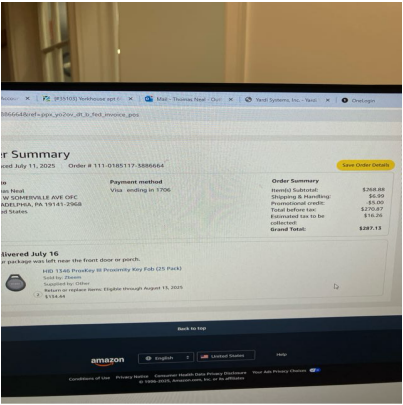 (#35103) Yorkhouse apt
Mail - Thomas Neal - Out
Yardi Systems, Inc. - Yardi
OneLogin
886664&ref=ppx_yo2ov_dt_b_fed_invoice_pos
r Summary
ced July 11, 2025 Order # 111-0185117-3886664
Save Order Details
to
Payment method
Order Summary
as Neal
Visa ending in 1706
Item(s) Subtotal: $268.88
W SOMERVILLE AVE OFC
Shipping & Handling: $6.99
ADELPHIA, PA 19141-2968
Promotional credit: -$5.00
ed States
Total before tax: $270.87
Estimated tax to be collected: $16.26
Grand Total: $287.13
livered July 16
r package was left near the front door or porch.
HID 1346 ProxKey III Proximity Key Fob (25 Pack)
Sold by: Zbeem
Supplied by: Other
Return or replace items: Eligible through August 15, 2025
$134.44
Back to top
amazon
English
United States
Help
Conditions of Use Privacy Notice Consumer Health Data Privacy Disclosure Your Ads Privacy Choices
© 1996-2025, Amazon.com, Inc. or its affiliates